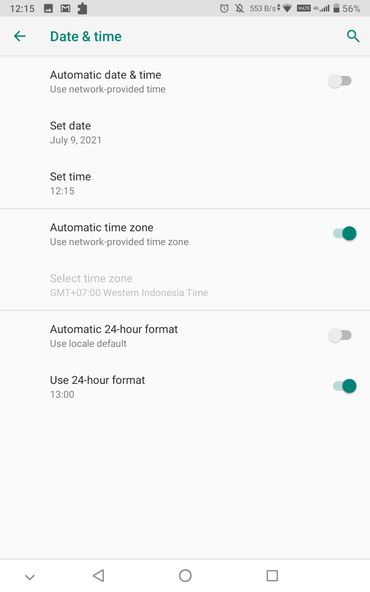 12:15
553 B/s
VoLTE
4G
56%
Date & time
Automatic date & time
Use network-provided time
Set date
July 9, 2021
Set time
12:15
Automatic time zone
Use network-provided time zone
Select time zone
GMT+07:00 Western Indonesia Time
Automatic 24-hour format
Use locale default
Use 24-hour format
13:00